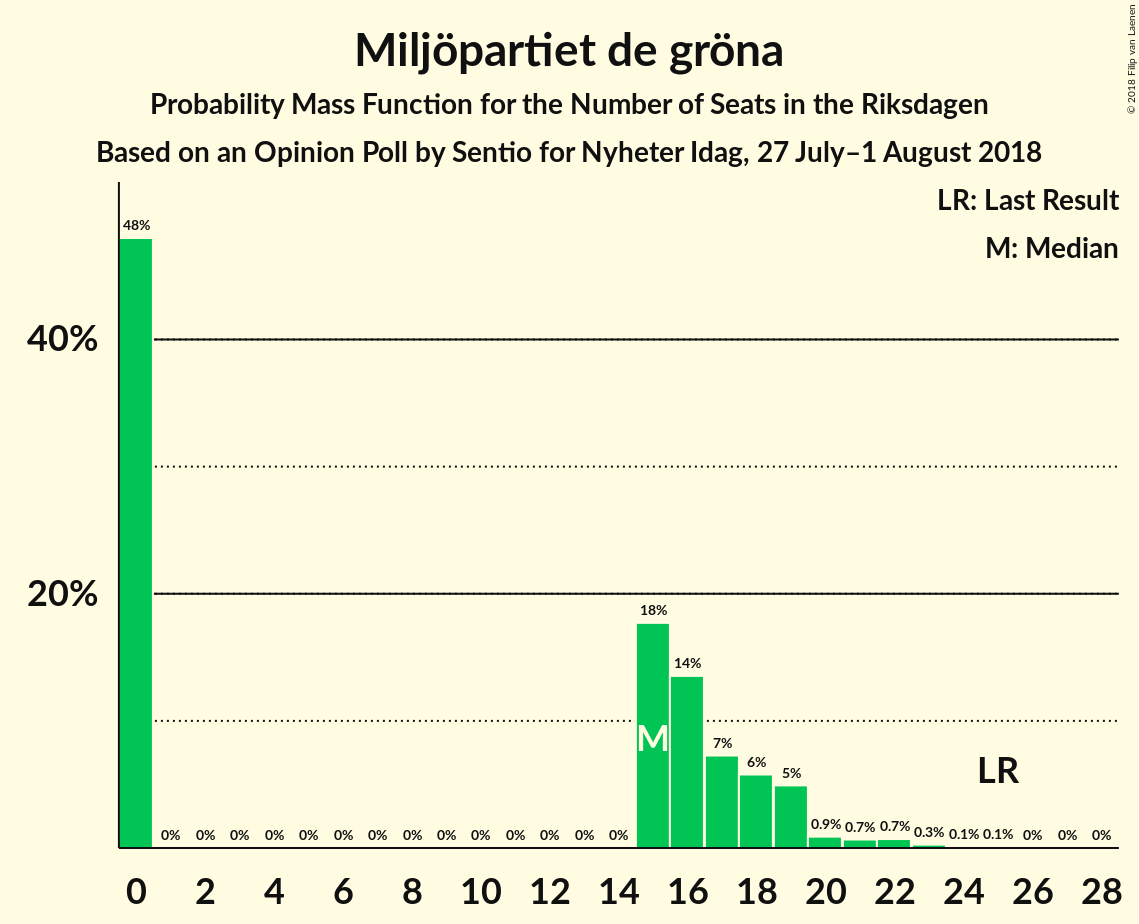 Miljöpartiet de gröna
Probability Mass Function for the Number of Seats in the Riksdagen
Based on an Opinion Poll by Sentio for Nyheter Idag, 27 July–1 August 2018
© 2018 Filip van Laenen
LR: Last Result
M: Median
48%
40%
20%
18%
14%
7%
6%
5%
0.9%
0.7%
0.7%
0.3%
0.1%
0.1%
0%
0%
0%
M
LR
0% 0% 0% 0% 0% 0% 0% 0% 0% 0% 0% 0% 0% 0%
0 2 4 6 8 10 12 14 16 18 20 22 24 26 28